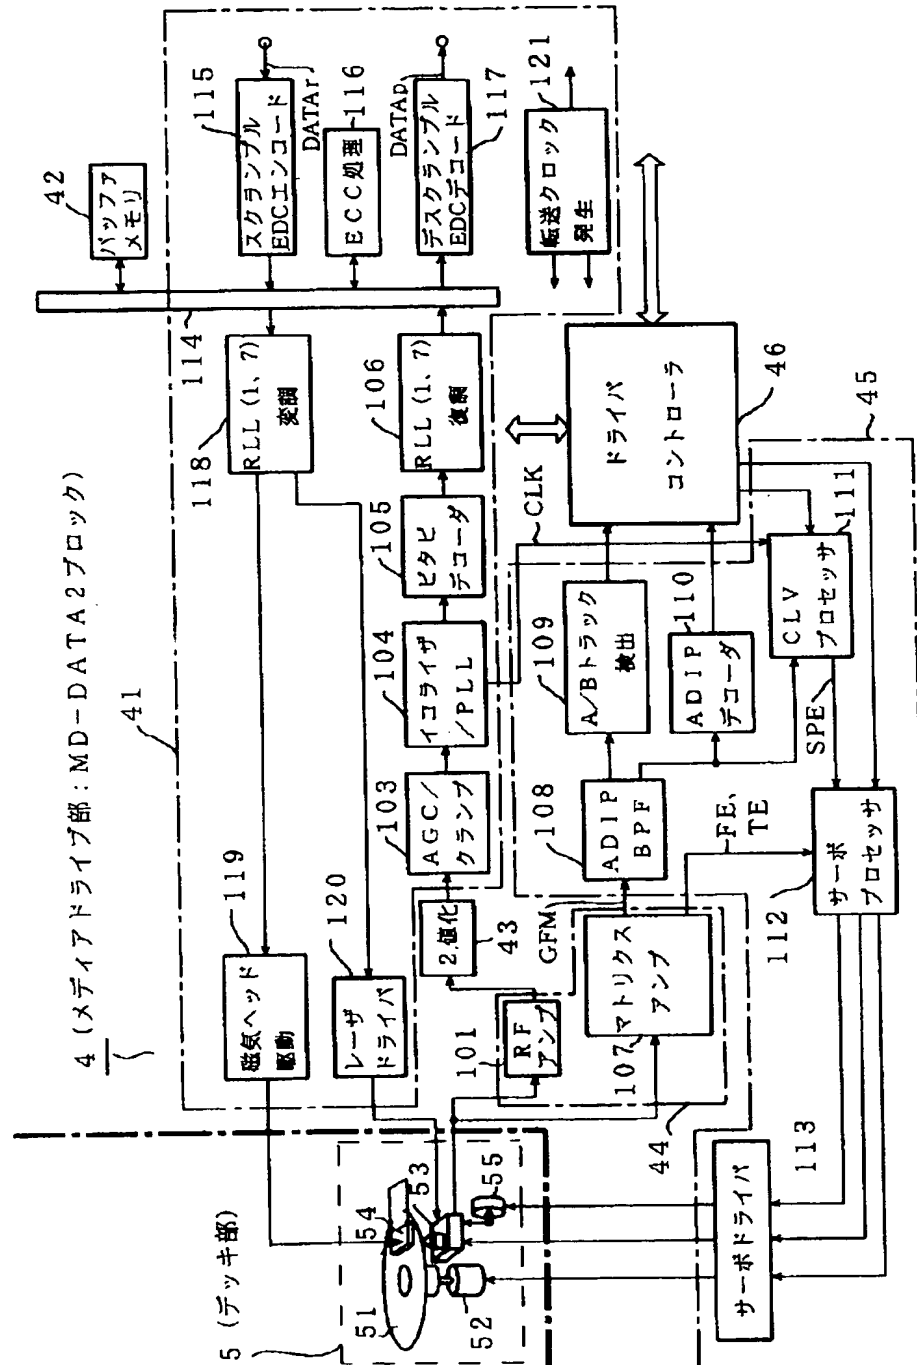 4 (メディアドライブ部:MD-DATA2ブロック)
41
5 (デッキ部)
51
52
53
54
55
119
磁気ヘッド
駆動
120
レーザ
ドライバ
118
RLL (1、7)
変調
114
42
バッファ
メモリ
115
スクランブル
EDCエンコード
DATAr
116
ECC処理
DATAp
デスクランブル
EDCデコード
117
121
転送クロック
発生
101
RF
アンプ
2値化
43
103
AGC/
クランプ
104
イコライザ
/PLL
105
ビタビ
デコーダ
106
RLL (1、7)
復調
CLK
107
マトリクス
アンプ
44
GFM
108
ADIP
BPF
109
A/Bトラック
検出
110
ADIP
デコーダ
ドライバ
コントローラ
46
45
111
CLV
プロセッサ
SPE
FE、
TE
112
サーボ
プロセッサ
113
サーボドライバ